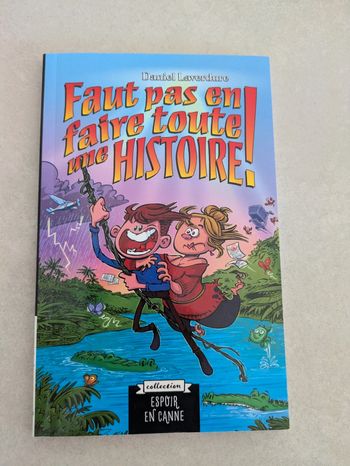 Daniel Laverdure
Faut pas en
faire toute
une HISTOIRE!
collection
ESPOIR
EN CANNE